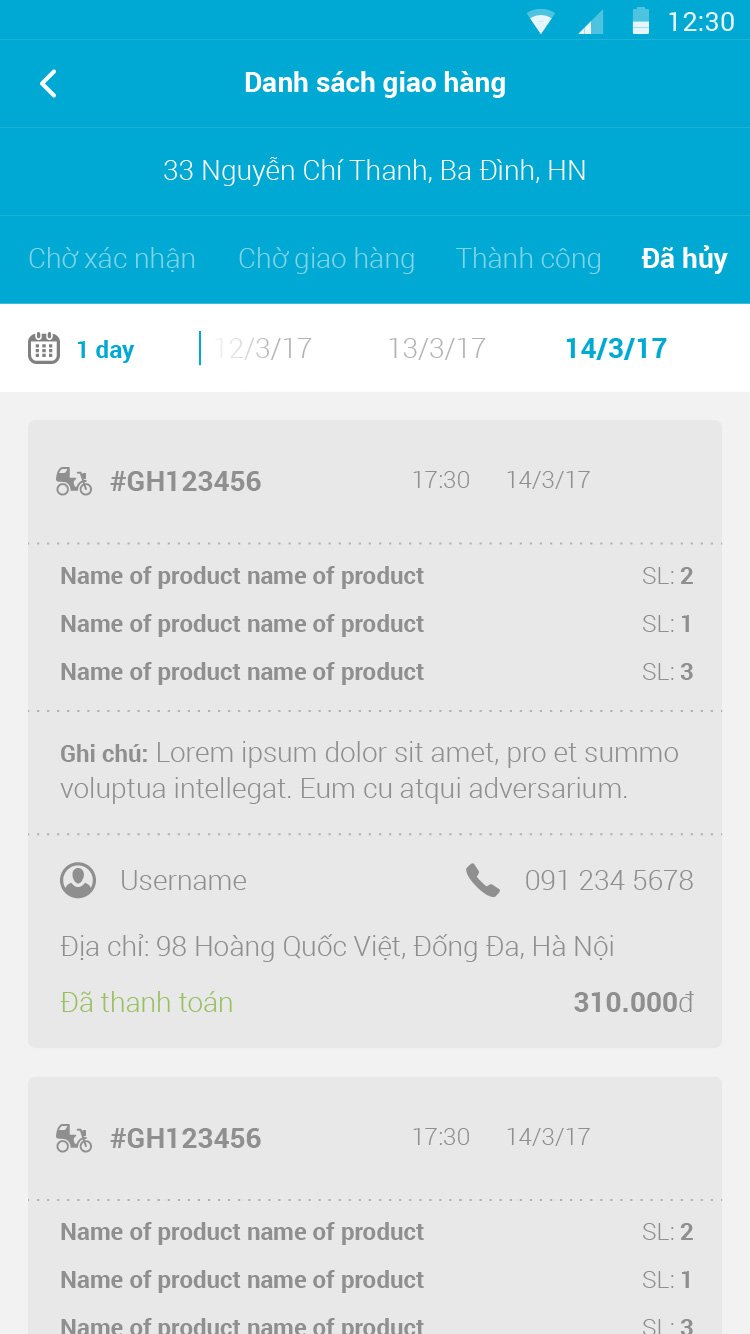 12:30
Danh sách giao hàng
33 Nguyễn Chí Thanh, Ba Đình, HN
Chờ xác nhận Chờ giao hàng Thành công Đã hủy
1 day 12/3/17 13/3/17 14/3/17
#GH123456 17:30 14/3/17
Name of product name of product SL: 2
Name of product name of product SL: 1
Name of product name of product SL: 3
Ghi chú: Lorem ipsum dolor sit amet, pro et summo
voluptua intellegat. Eum cu atqui adversarium.
Username 091 234 5678
Địa chỉ: 98 Hoàng Quốc Việt, Đống Đa, Hà Nội
Đã thanh toán 310.000đ
#GH123456 17:30 14/3/17
Name of product name of product SL: 2
Name of product name of product SL: 1
Name of product name of product SL: 3